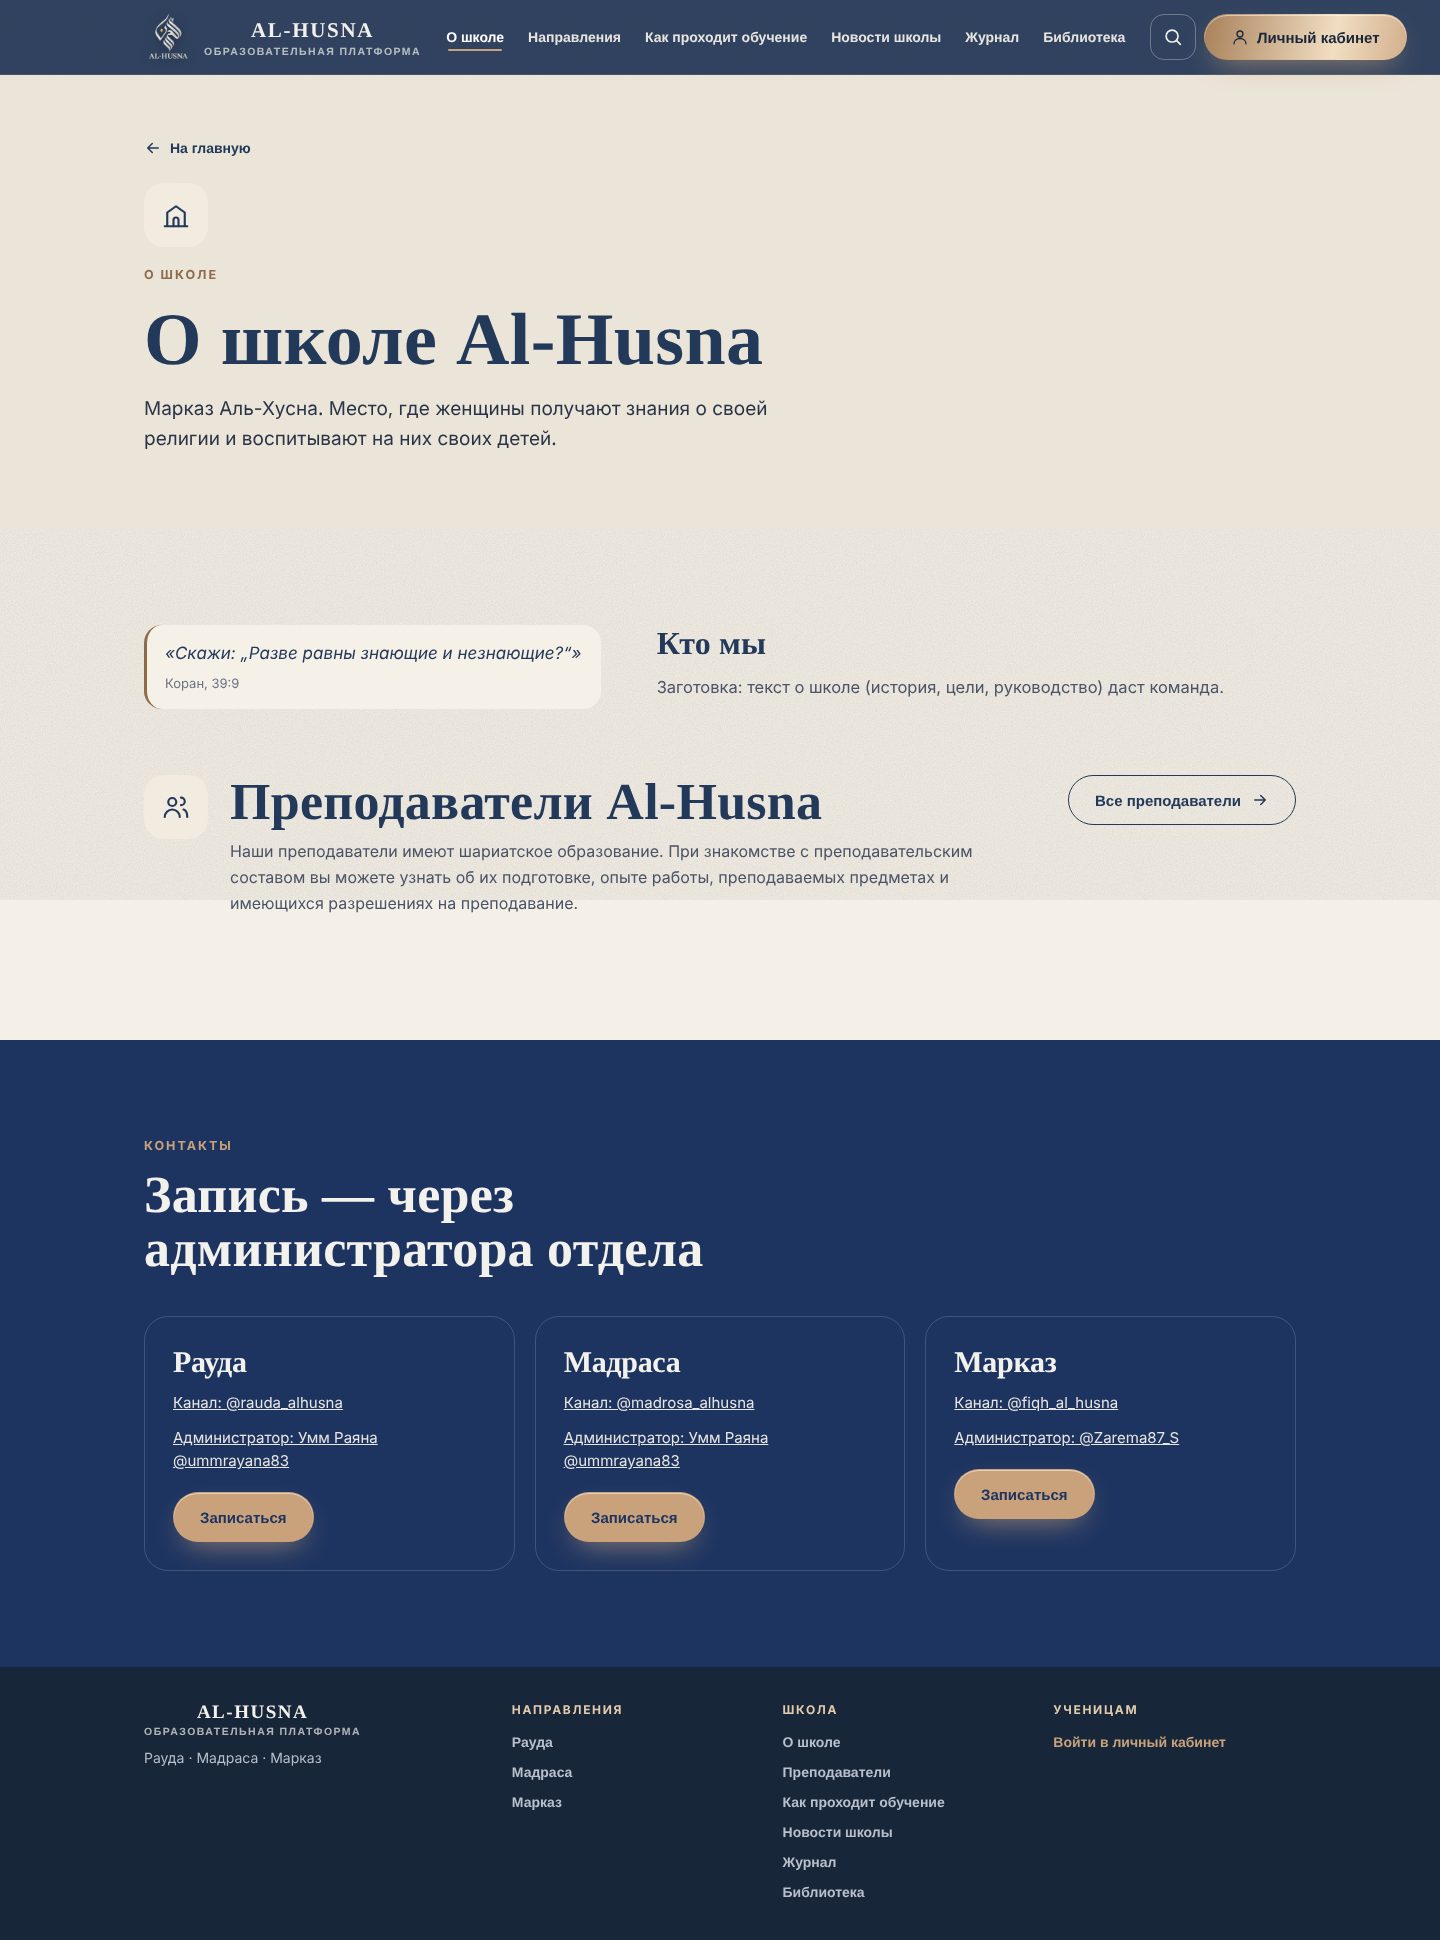 AL-HUSNA
AL-HUSNA
ОБРАЗОВАТЕЛЬНАЯ ПЛАТФОРМА
О школе
Направления
Как проходит обучение
Новости школы
Журнал
Библиотека
Личный кабинет
На главную
О ШКОЛЕ
О школе Al-Husna
Марказ Аль-Хусна. Место, где женщины получают знания о своей
религии и воспитывают на них своих детей.
«Скажи: „Разве равны знающие и незнающие?“»
Коран, 39:9
Кто мы
Заготовка: текст о школе (история, цели, руководство) даст команда.
Преподаватели Al-Husna
Все преподаватели
Наши преподаватели имеют шариатское образование. При знакомстве с преподавательским
составом вы можете узнать об их подготовке, опыте работы, преподаваемых предметах и
имеющихся разрешениях на преподавание.
КОНТАКТЫ
Запись — через
администратора отдела
Рауда
Канал: @rauda_alhusna
Администратор: Умм Раяна
@ummrayana83
Записаться
Мадраса
Канал: @madrosa_alhusna
Администратор: Умм Раяна
@ummrayana83
Записаться
Марказ
Канал: @fiqh_al_husna
Администратор: @Zarema87_S
Записаться
AL-HUSNA
ОБРАЗОВАТЕЛЬНАЯ ПЛАТФОРМА
Рауда · Мадраса · Марказ
НАПРАВЛЕНИЯ
Рауда
Мадраса
Марказ
ШКОЛА
О школе
Преподаватели
Как проходит обучение
Новости школы
Журнал
Библиотека
УЧЕНИЦАМ
Войти в личный кабинет